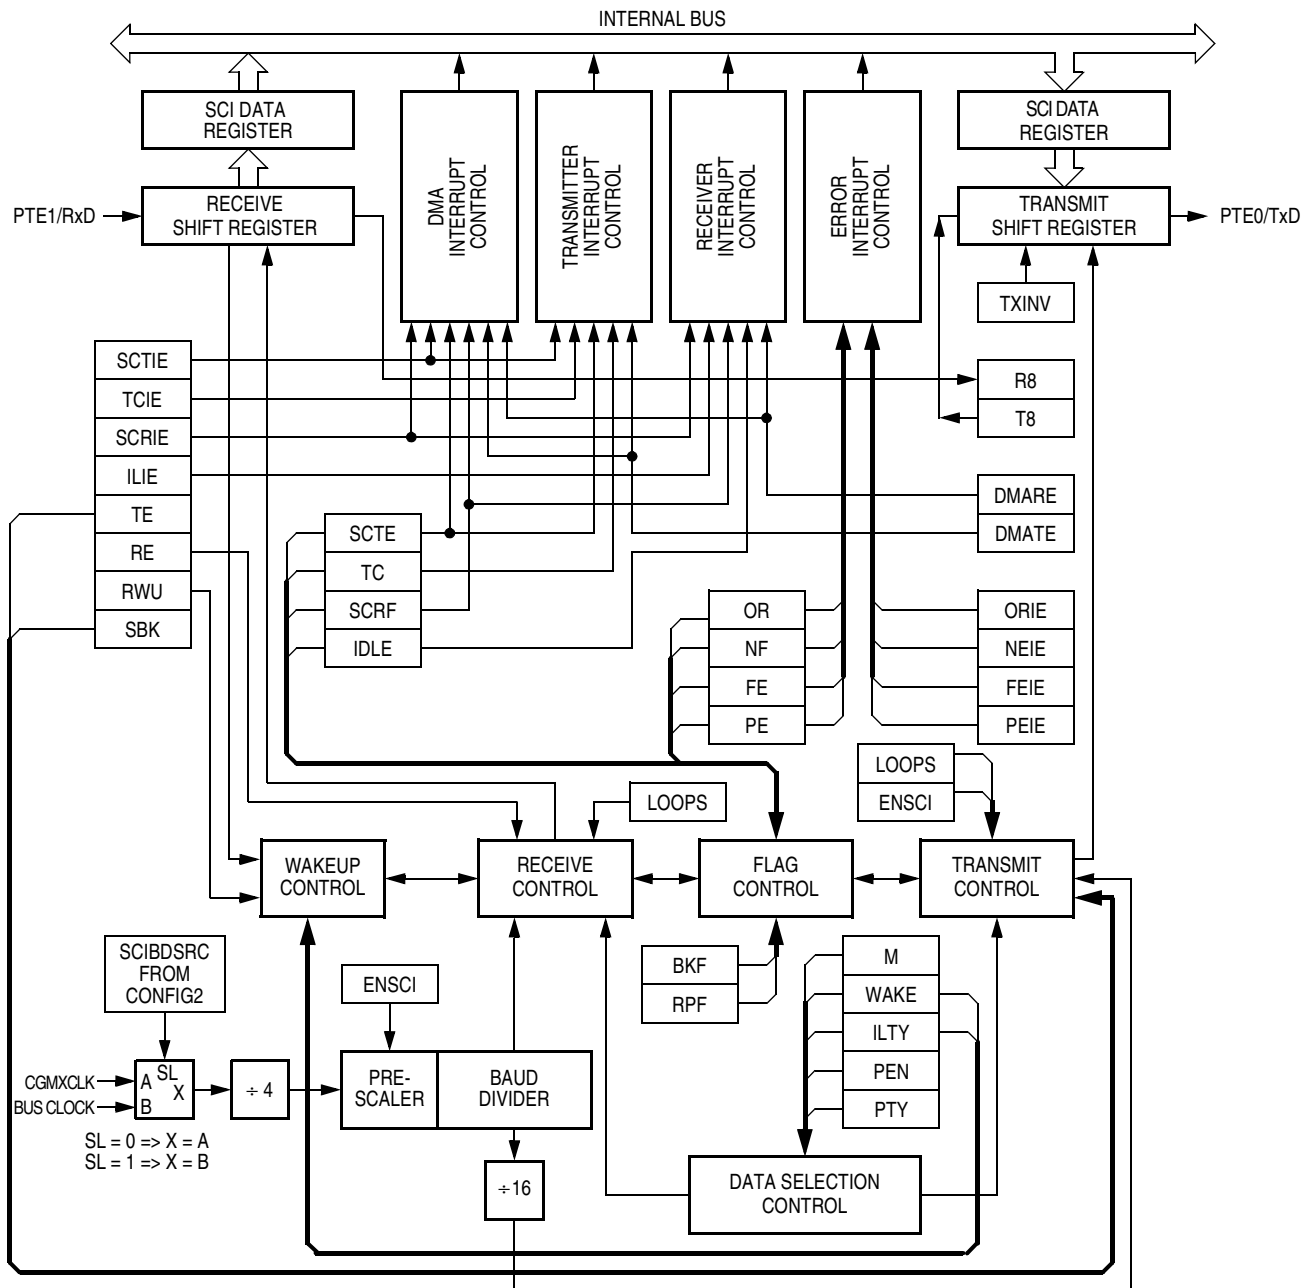 INTERNAL BUS
SCI DATA
REGISTER
DMA
INTERRUPT
CONTROL
TRANSMITTER
INTERRUPT
CONTROL
RECEIVER
INTERRUPT
CONTROL
ERROR
INTERRUPT
CONTROL
SCI DATA
REGISTER
PTE1/RxD
RECEIVE
SHIFT REGISTER
TRANSMIT
SHIFT REGISTER
PTE0/TxD
TXINV
SCTIE
TCIE
SCRIE
ILIE
TE
RE
RWU
SBK
R8
T8
DMARE
DMATE
SCTE
TC
SCRF
IDLE
OR
NF
FE
PE
ORIE
NEIE
FEIE
PEIE
LOOPS
ENSCI
LOOPS
WAKEUP
CONTROL
RECEIVE
CONTROL
FLAG
CONTROL
TRANSMIT
CONTROL
SCIBDSRC
FROM
CONFIG2
ENSCI
BKF
RPF
M
WAKE
ILTY
PEN
PTY
CGMXCLK
BUS CLOCK
A
SL
X
B
÷ 4
PRE-
SCALER
BAUD
DIVIDER
SL = 0 => X = A
SL = 1 => X = B
÷16
DATA SELECTION
CONTROL